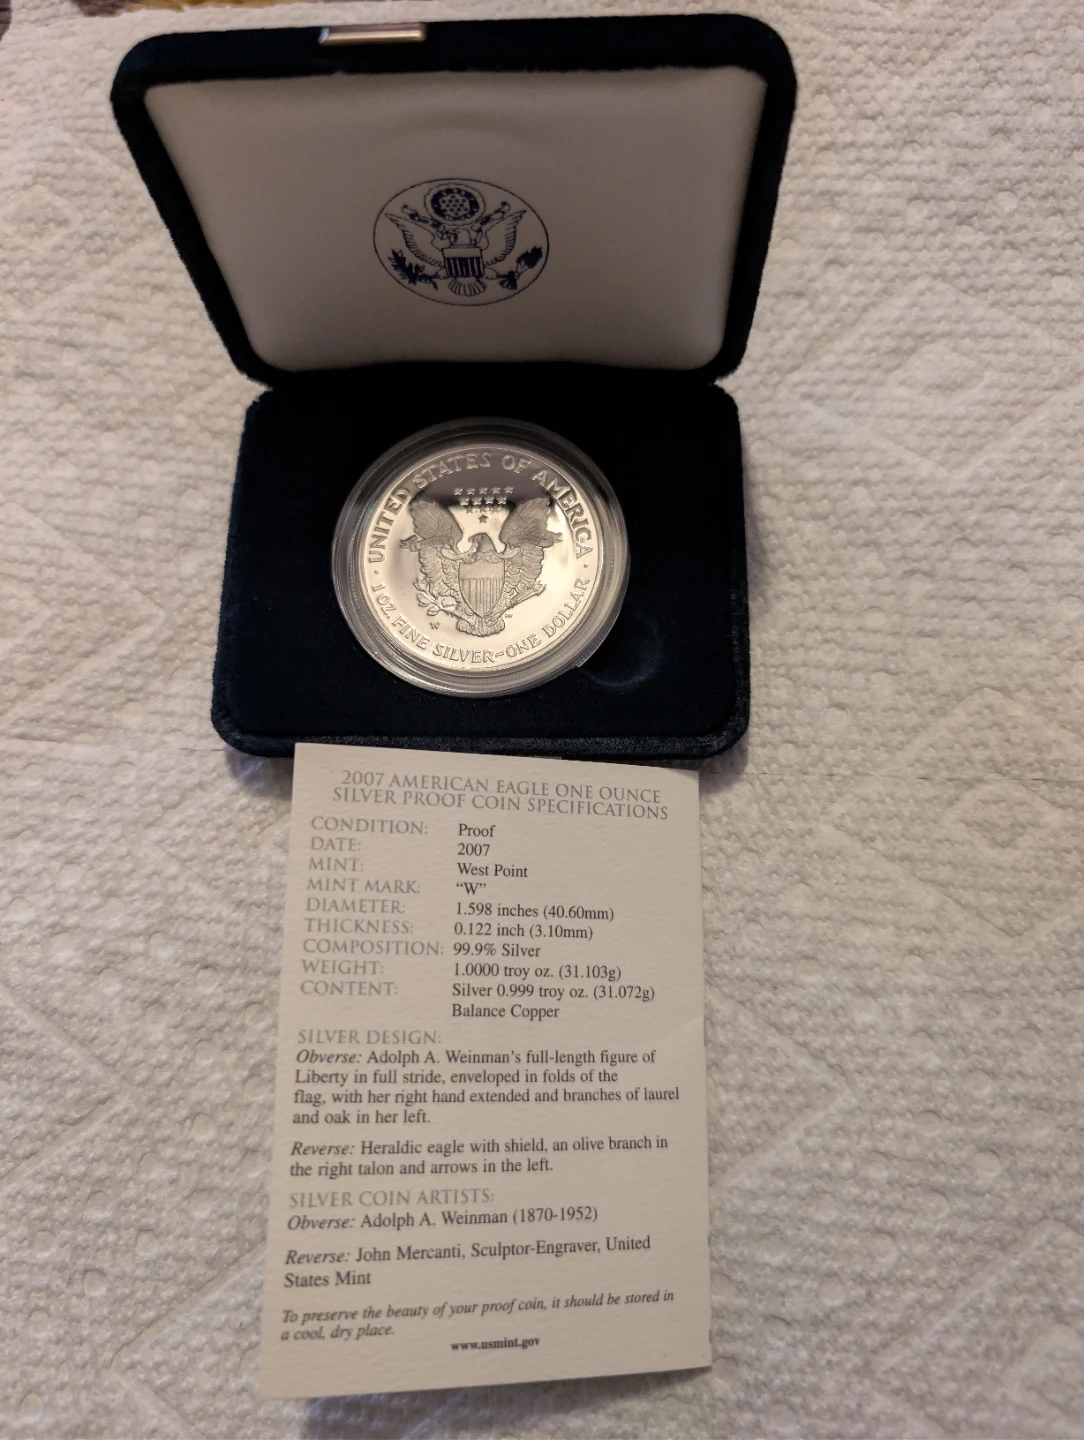 UNITED STATES OF AMERICA
1 OZ. FINE SILVER~ONE DOLLAR
W
2007 AMERICAN EAGLE ONE OUNCE
SILVER PROOF COIN SPECIFICATIONS
CONDITION: Proof
DATE: 2007
MINT: West Point
MINT MARK: “W”
DIAMETER: 1.598 inches (40.60mm)
THICKNESS: 0.122 inch (3.10mm)
COMPOSITION: 99.9% Silver
WEIGHT: 1.0000 troy oz. (31.103g)
CONTENT: Silver 0.999 troy oz. (31.072g)
Balance Copper
SILVER DESIGN:
Obverse: Adolph A. Weinman’s full-length figure of
Liberty in full stride, enveloped in folds of the
flag, with her right hand extended and branches of laurel
and oak in her left.
Reverse: Heraldic eagle with shield, an olive branch in
the right talon and arrows in the left.
SILVER COIN ARTISTS:
Obverse: Adolph A. Weinman (1870-1952)
Reverse: John Mercanti, Sculptor-Engraver, United
States Mint
To preserve the beauty of your proof coin, it should be stored in
a cool, dry place.
www.usmint.gov